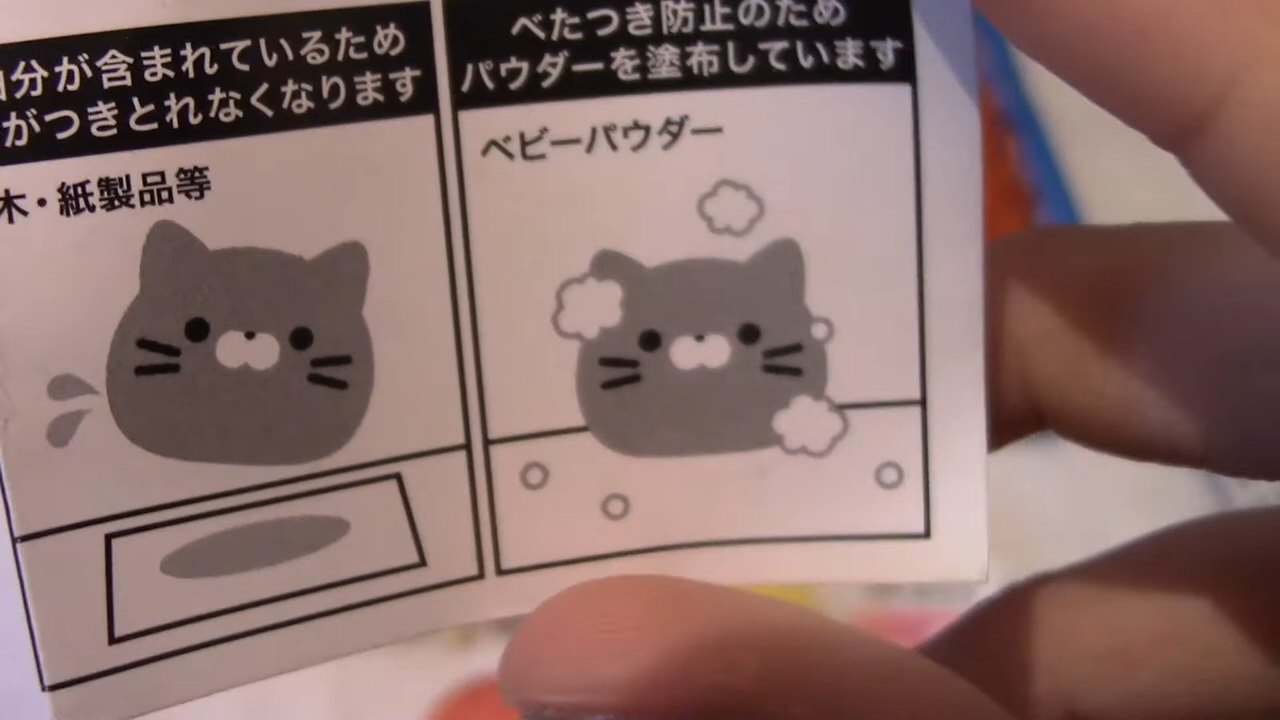 分が含まれているため
がつきとれなくなります
木・紙製品等
べたつき防止のため
パウダーを塗布しています
ベビーパウダー